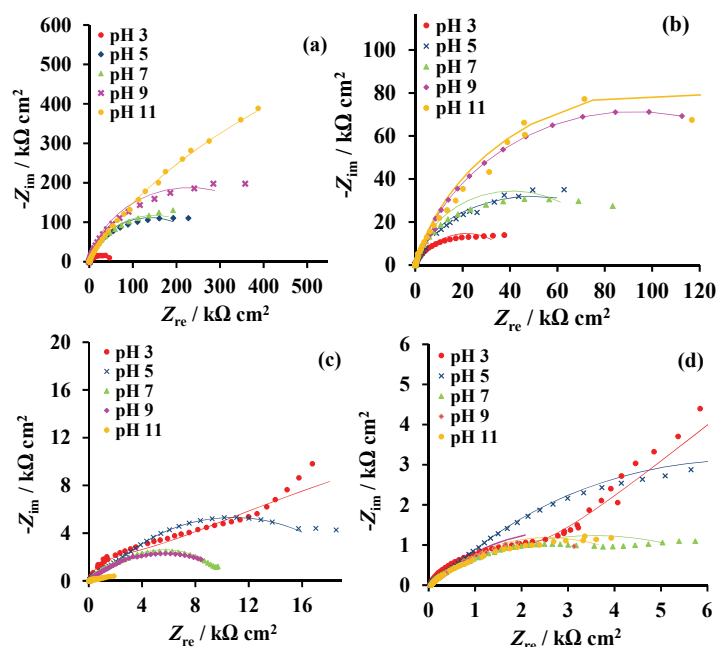 (a)
-Zim / kΩ cm²
600
500
400
300
200
100
0
0 100 200 300 400 500
Zre / kΩ cm²
pH 3
pH 5
pH 7
pH 9
pH 11
(b)
-Zim / kΩ cm²
100
80
60
40
20
0
0 20 40 60 80 100 120
Zre / kΩ cm²
pH 3
pH 5
pH 7
pH 9
pH 11
(c)
-Zim / kΩ cm²
20
16
12
8
4
0
0 4 8 12 16
Zre / kΩ cm²
pH 3
pH 5
pH 7
pH 9
pH 11
(d)
-Zim / kΩ cm²
6
5
4
3
2
1
0
0 1 2 3 4 5 6
Zre / kΩ cm²
pH 3
pH 5
pH 7
pH 9
pH 11